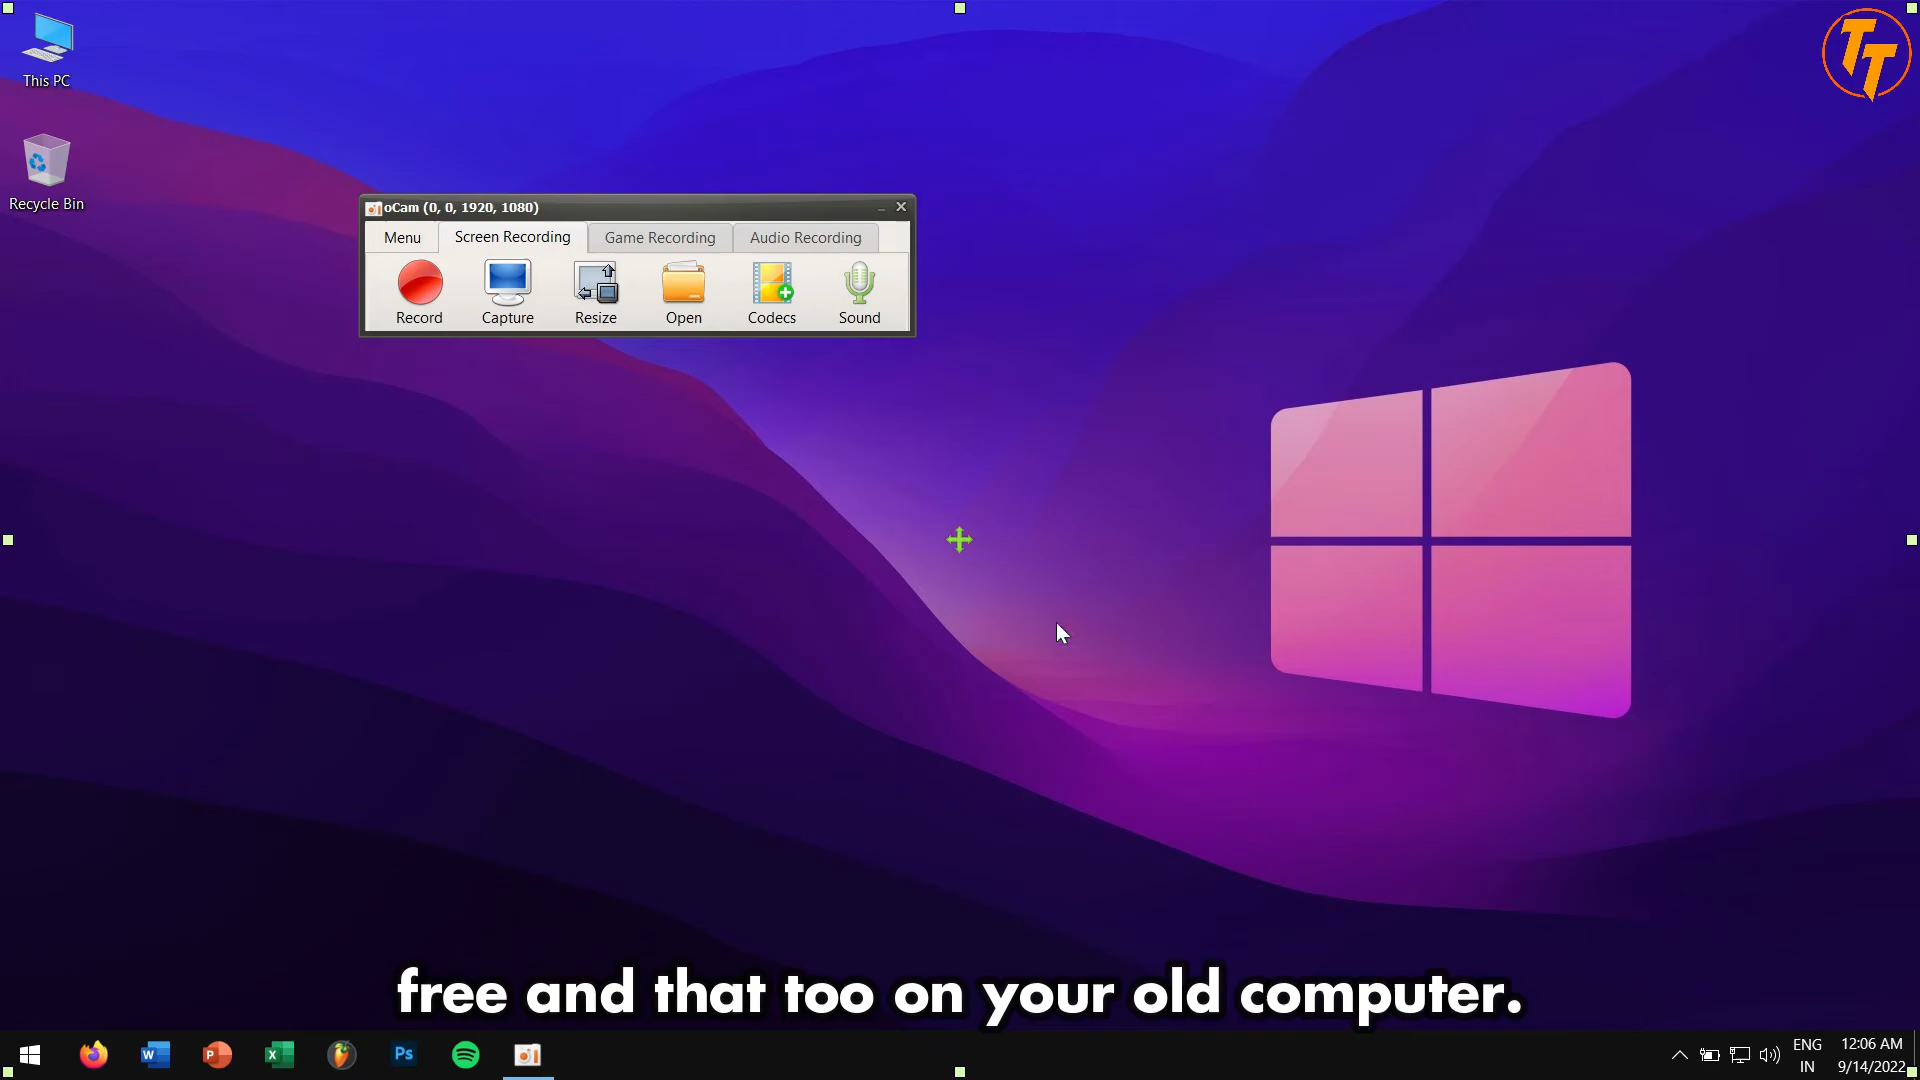 This PC
Recycle Bin
TT
oCam (0, 0, 1920, 1080)
Menu Screen Recording Game Recording Audio Recording
Record Capture Resize Open Codecs Sound
free and that too on your old computer.
W P X Ps
ENG 12:06 AM
IN 9/14/2022